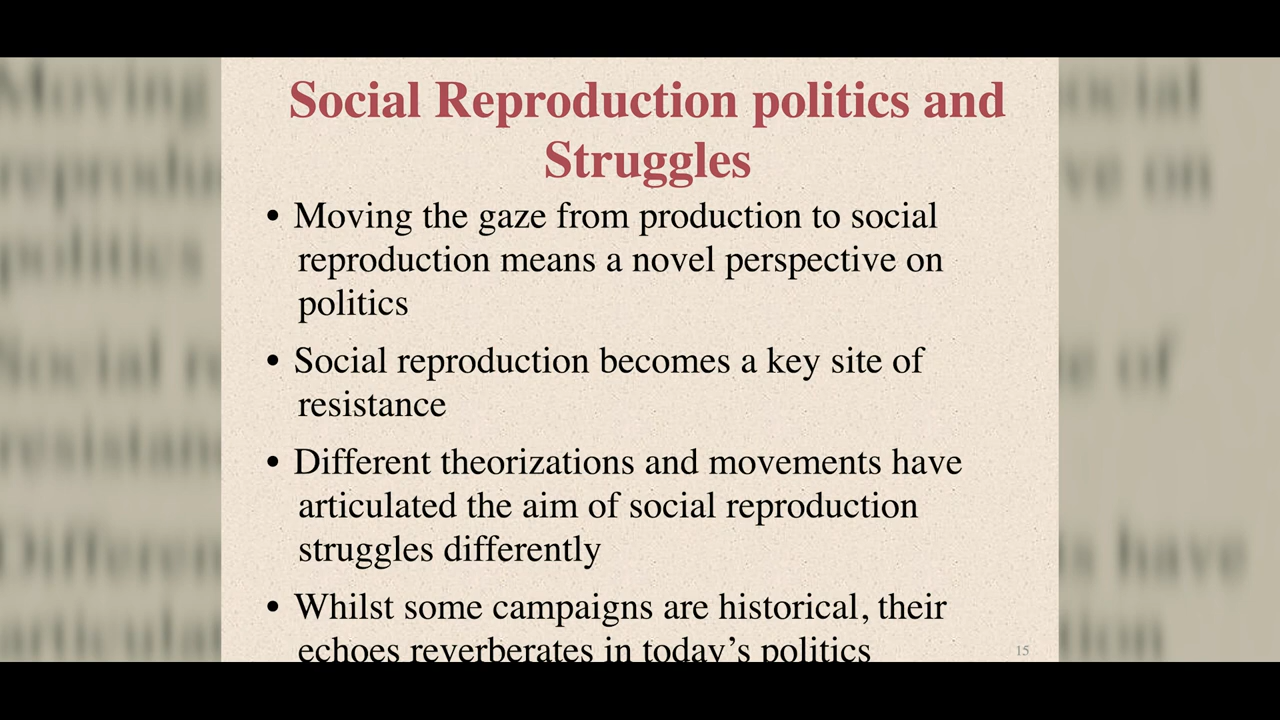 Social Reproduction politics and
Struggles
• Moving the gaze from production to social
reproduction means a novel perspective on
politics
• Social reproduction becomes a key site of
resistance
• Different theorizations and movements have
articulated the aim of social reproduction
struggles differently
• Whilst some campaigns are historical, their
echoes reverberates in today’s politics
15